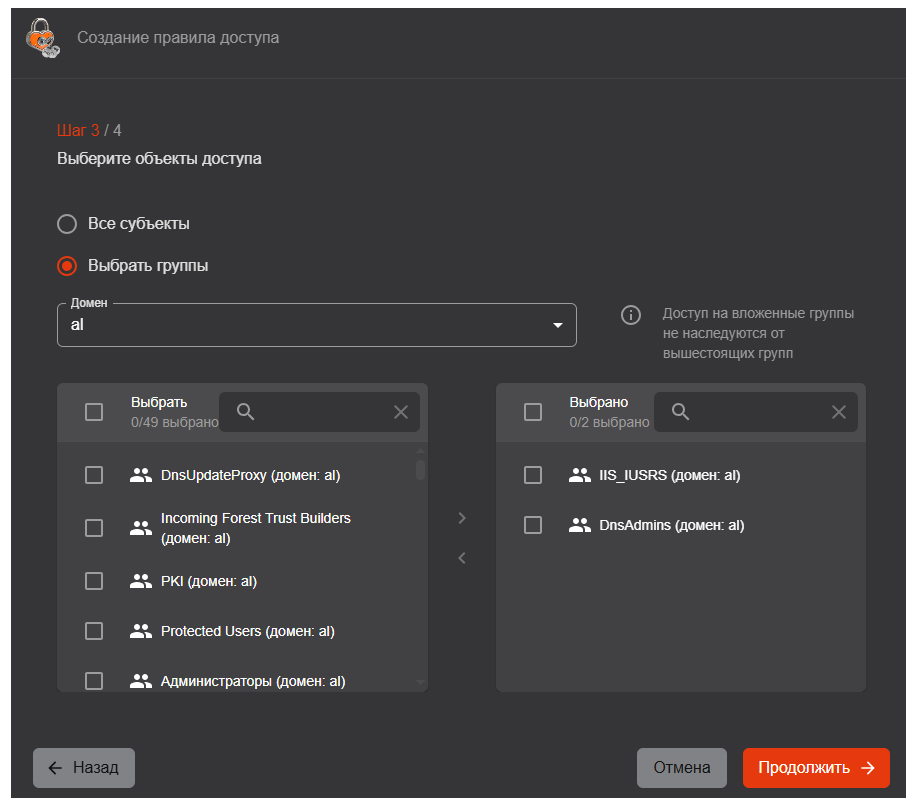 Создание правила доступа
Шаг 3 / 4
Выберите объекты доступа
Все субъекты
Выбрать группы
Домен
al
Доступ на вложенные группы
не наследуются от
вышестоящих групп
Выбрать
0/49 выбрано
DnsUpdateProxy (домен: al)
Incoming Forest Trust Builders
(домен: al)
PKI (домен: al)
Protected Users (домен: al)
Администраторы (домен: al)
Выбрано
0/2 выбрано
IIS_IUSRS (домен: al)
DnsAdmins (домен: al)
Назад
Отмена
Продолжить